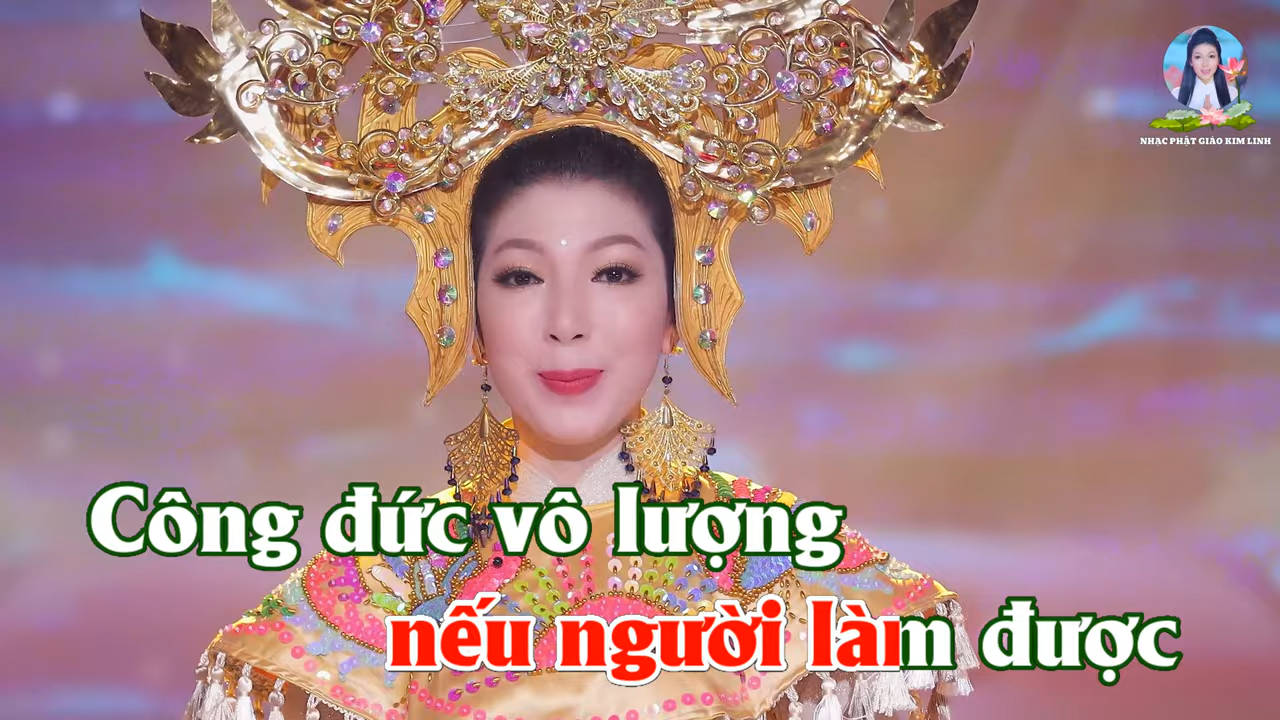 NHẠC PHẬT GIÁO KIM LINH
Công đức vô lượng
nếu người làm được